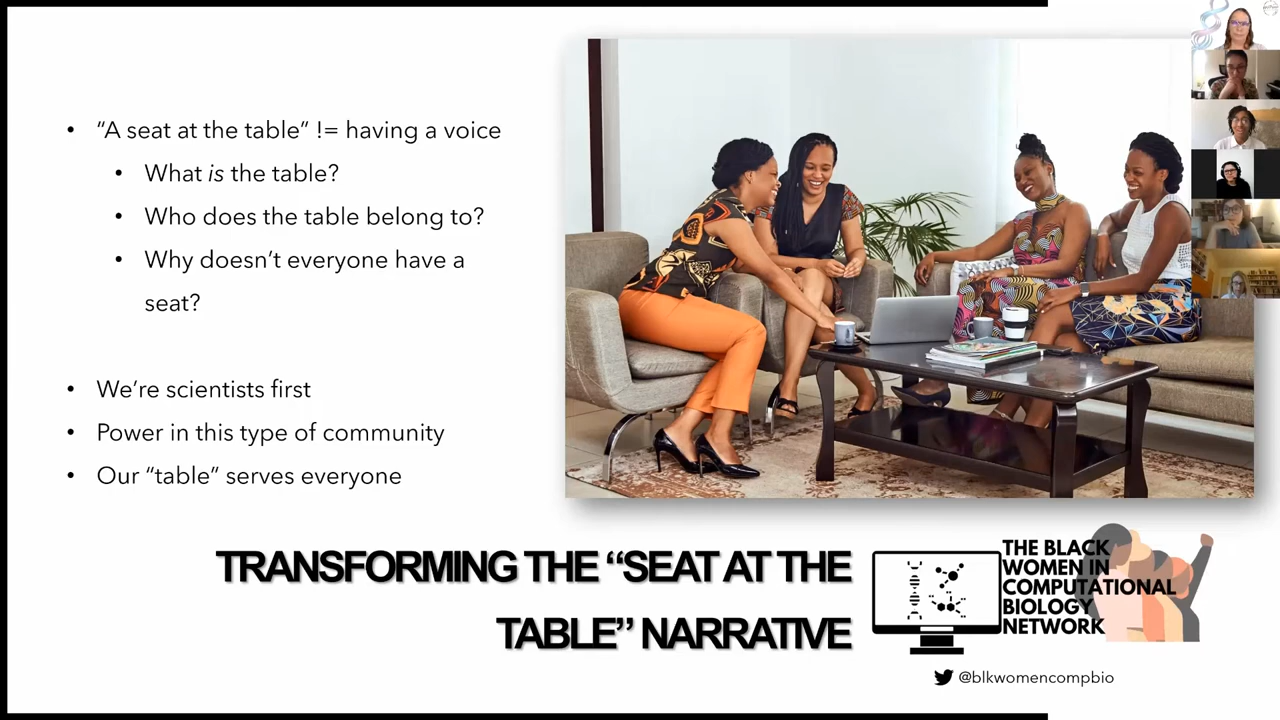 • “A seat at the table” != having a voice
• What is the table?
• Who does the table belong to?
• Why doesn’t everyone have a
seat?
• We’re scientists first
• Power in this type of community
• Our “table” serves everyone
TRANSFORMING THE “SEAT AT THE
TABLE” NARRATIVE
THE BLACK
WOMEN IN
COMPUTATIONAL
BIOLOGY
NETWORK
@blkwomencompbio